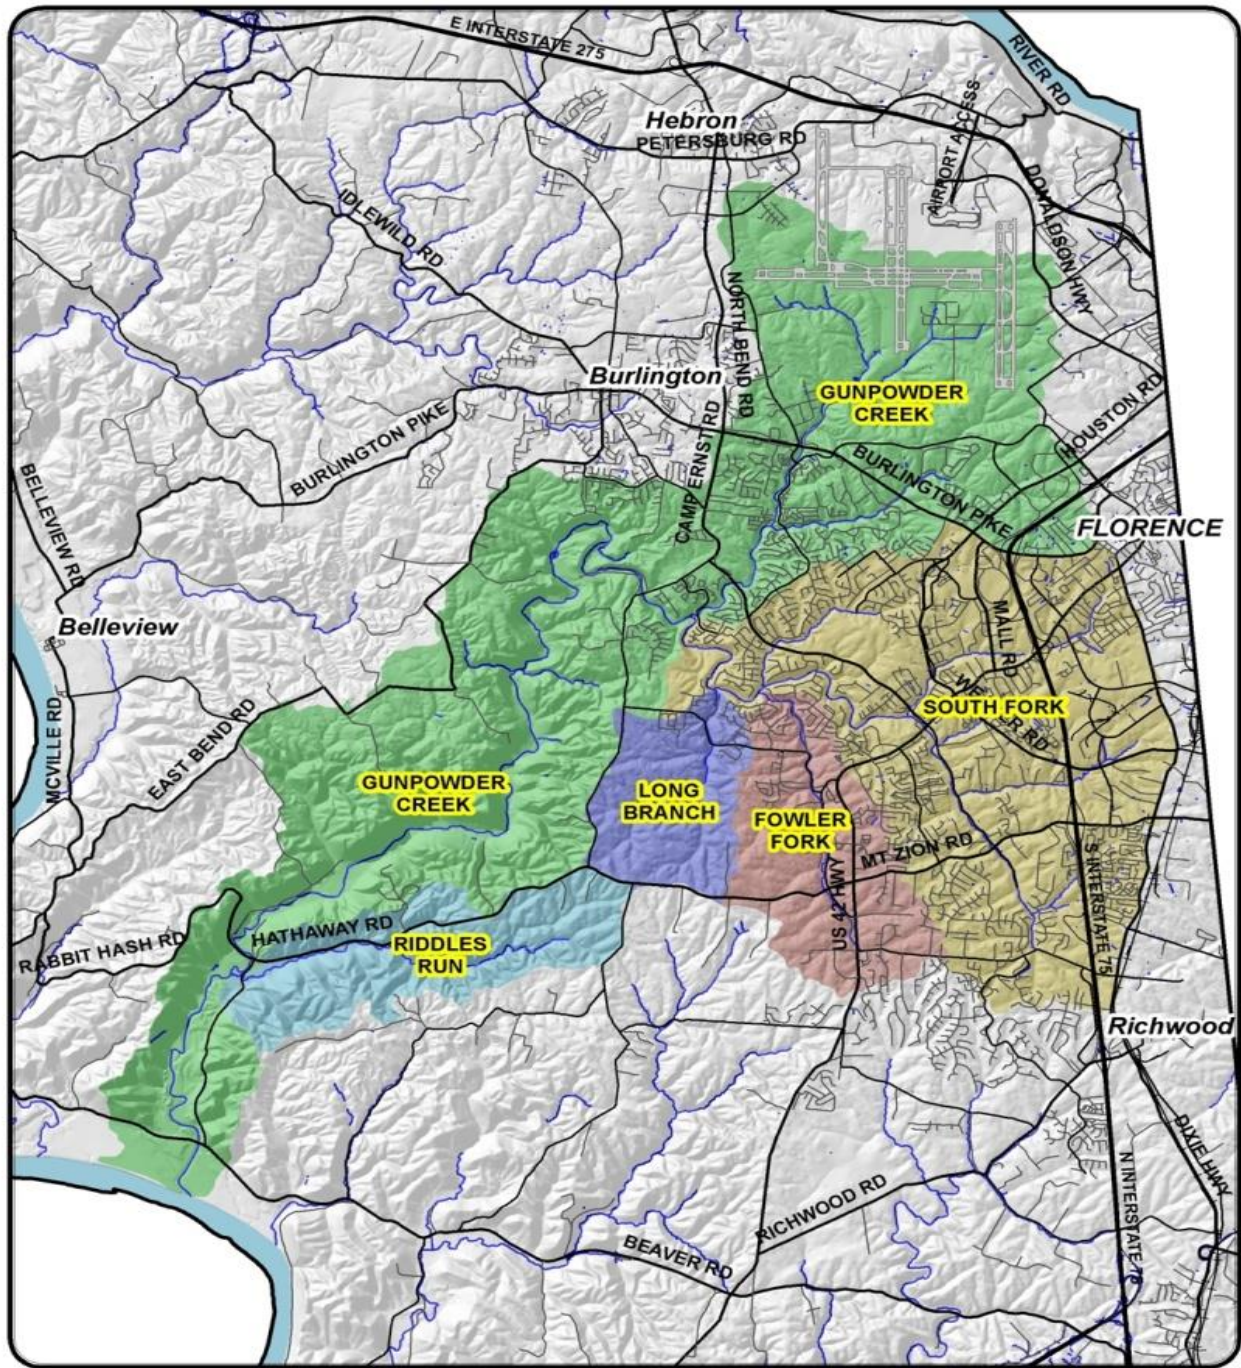 E INTERSTATE 275
RIVER RD
Hebron
PETERSBURG RD
AIRPORT ACCESS
DONALDSON HWY
IDLEWILD RD
NORTH BEND RD
Burlington
GUNPOWDER
CREEK
HOUSTON RD
BURLINGTON PIKE
CAMP ERNST RD
BURLINGTON PIKE
BELLEVIEW RD
FLORENCE
Belleview
MALL RD
WEAVER RD
SOUTH FORK
MCVILLE RD
EAST BEND RD
GUNPOWDER
CREEK
LONG
BRANCH
FOWLER
FORK
MT ZION RD
US 42 HWY
S INTERSTATE 75
RABBIT HASH RD
HATHAWAY RD
RIDDLES
RUN
Richwood
DIXIE HWY
N INTERSTATE 75
RICHWOOD RD
BEAVER RD